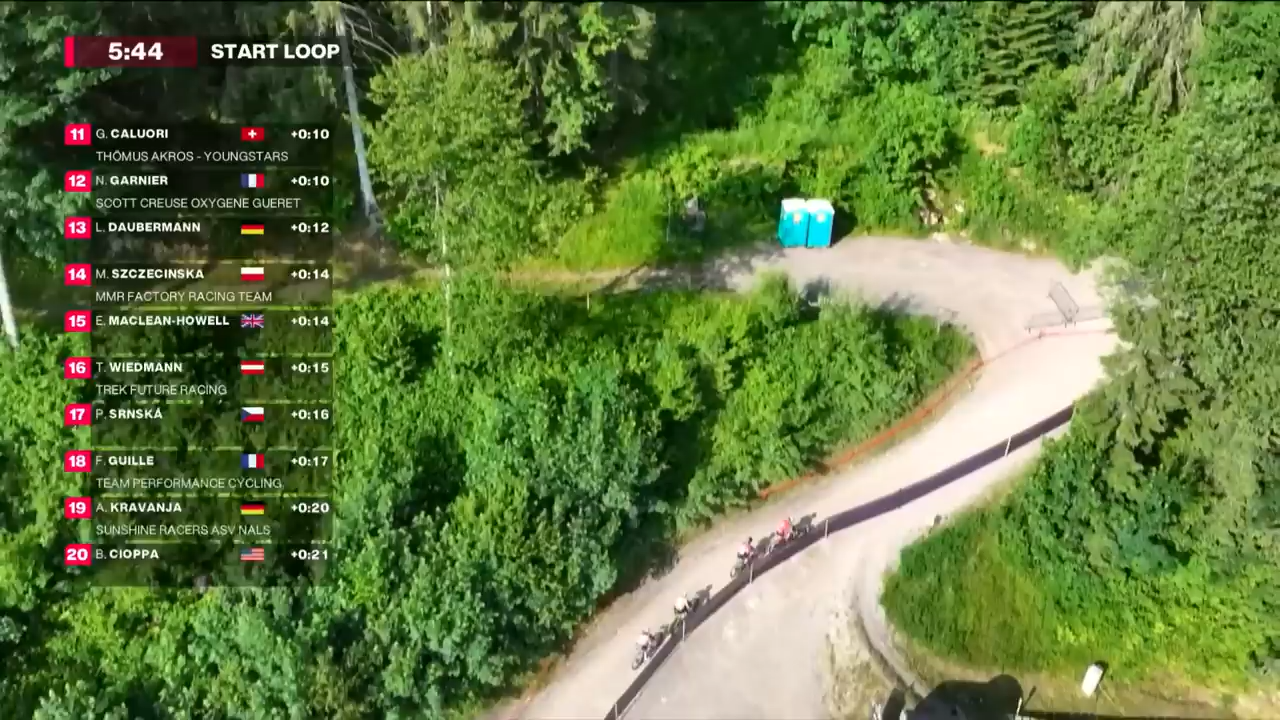 5:44 START LOOP
11 G. CALUORI +0:10
THÖMUS AKROS - YOUNGSTARS
12 N. GARNIER +0:10
SCOTT CREUSE OXYGENE GUERET
13 L. DAUBERMANN +0:12
14 M. SZCZECINSKA +0:14
MMR FACTORY RACING TEAM
15 E. MACLEAN-HOWELL +0:14
16 T. WIEDMANN +0:15
TREK FUTURE RACING
17 P. SRNSKÁ +0:16
18 F. GUILLE +0:17
TEAM PERFORMANCE CYCLING
19 A. KRAVANJA +0:20
SUNSHINE RACERS ASV NALS
20 B. CIOPPA +0:21